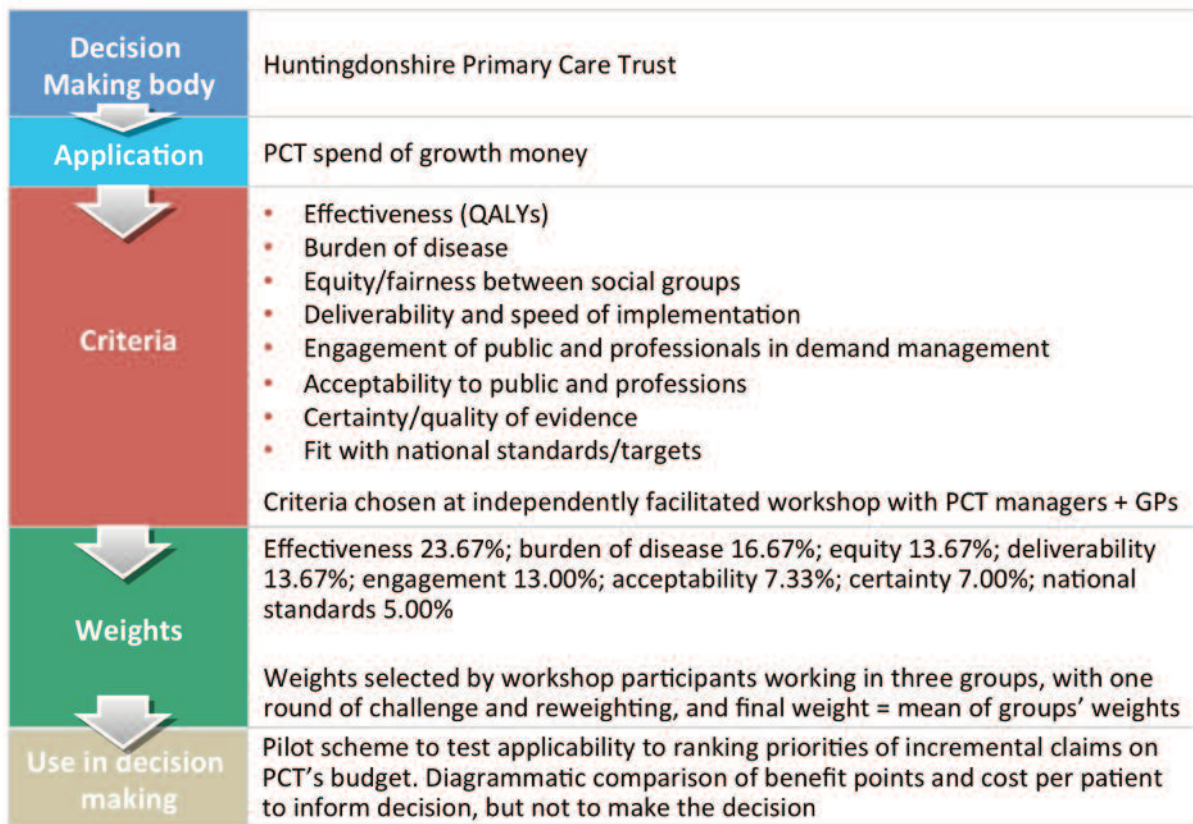 Decision
Making body
Huntingdonshire Primary Care Trust
Application
PCT spend of growth money
Criteria
• Effectiveness (QALYs)
• Burden of disease
• Equity/fairness between social groups
• Deliverability and speed of implementation
• Engagement of public and professionals in demand management
• Acceptability to public and professions
• Certainty/quality of evidence
• Fit with national standards/targets
Criteria chosen at independently facilitated workshop with PCT managers + GPs
Weights
Effectiveness 23.67%; burden of disease 16.67%; equity 13.67%; deliverability
13.67%; engagement 13.00%; acceptability 7.33%; certainty 7.00%; national
standards 5.00%
Weights selected by workshop participants working in three groups, with one
round of challenge and reweighting, and final weight = mean of groups' weights
Use in decision
making
Pilot scheme to test applicability to ranking priorities of incremental claims on
PCT's budget. Diagrammatic comparison of benefit points and cost per patient
to inform decision, but not to make the decision